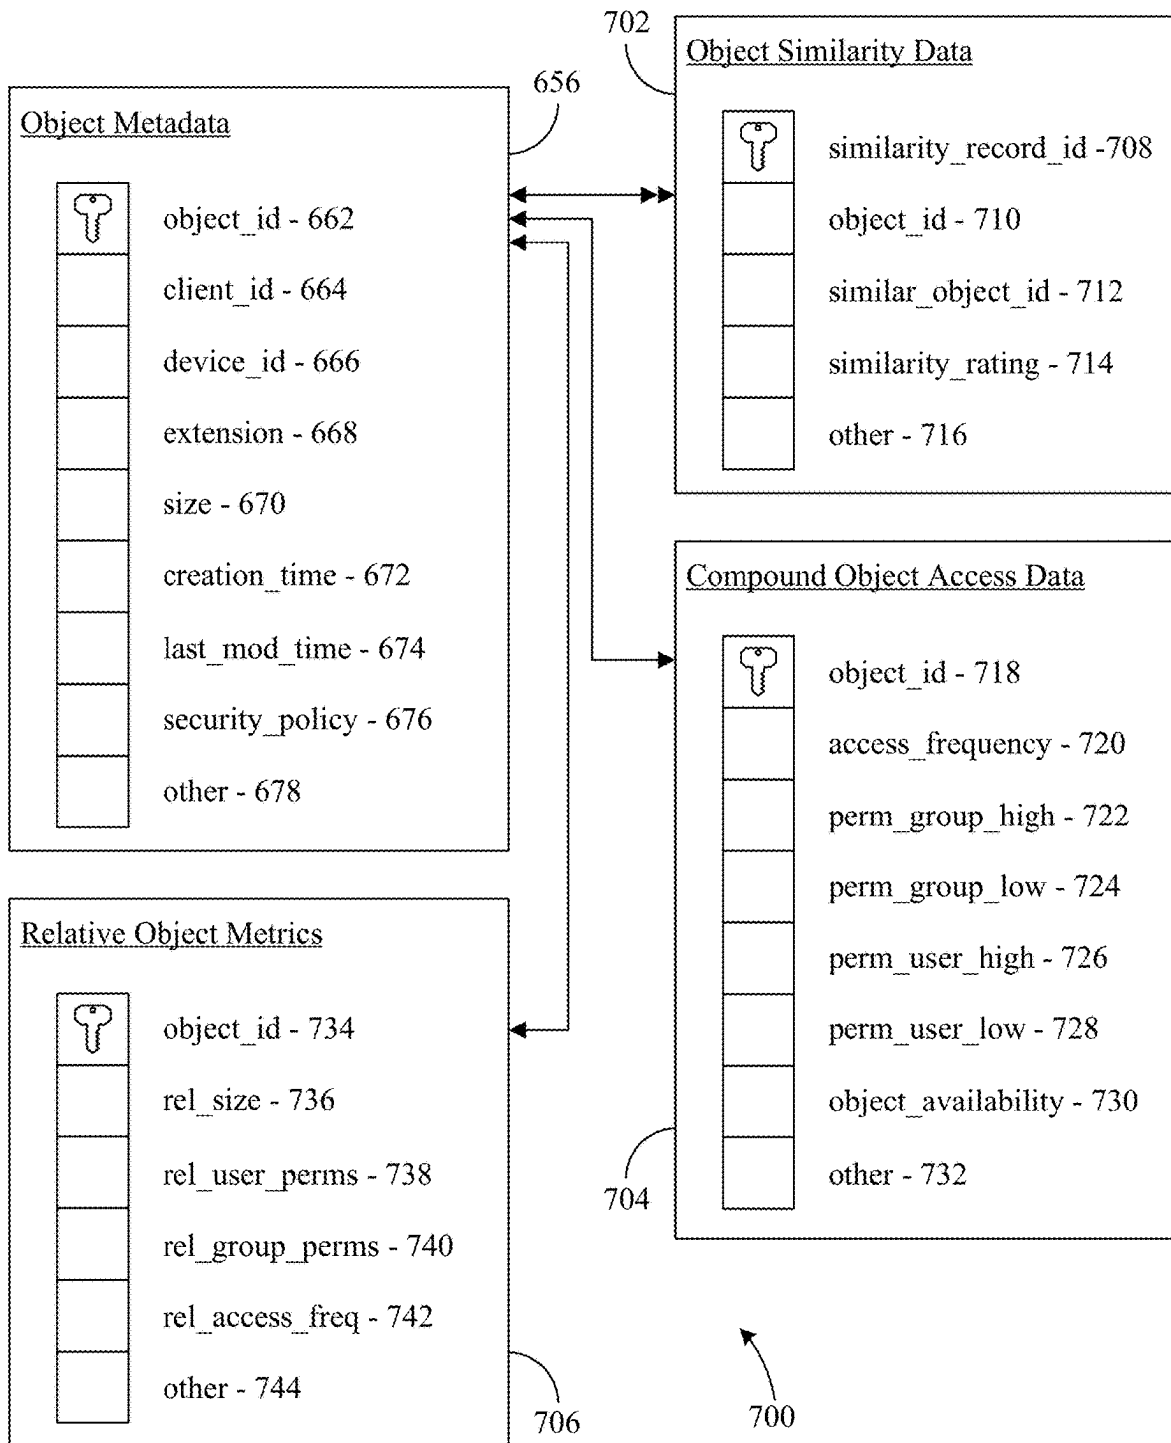 702
Object Similarity Data
similarity_record_id -708
object_id - 710
similar_object_id - 712
similarity_rating - 714
other - 716
656
Object Metadata
object_id - 662
client_id - 664
device_id - 666
extension - 668
size - 670
creation_time - 672
last_mod_time - 674
security_policy - 676
other - 678
Compound Object Access Data
object_id - 718
access_frequency - 720
perm_group_high - 722
perm_group_low - 724
perm_user_high - 726
perm_user_low - 728
object_availability - 730
other - 732
704
Relative Object Metrics
object_id - 734
rel_size - 736
rel_user_perms - 738
rel_group_perms - 740
rel_access_freq - 742
other - 744
706
700